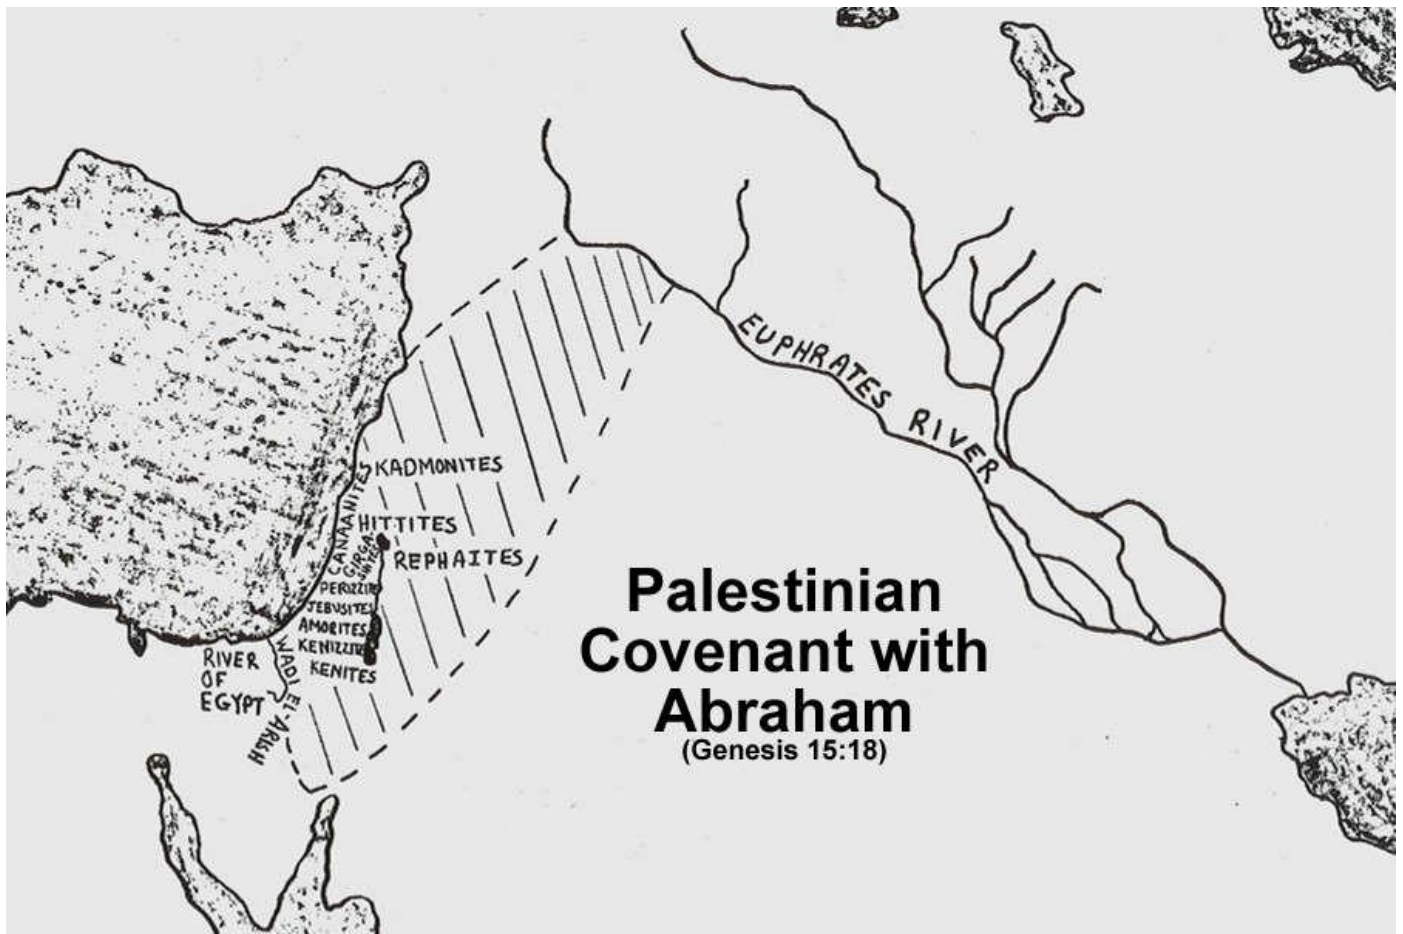 EUPHRATES RIVER
KADMONITES
CANAANITES
HITTITES
REPHAITES
JEBUSITES
AMORITES
KENITES
RIVER
OF
EGYPT
WADI EL-ARISH
Palestinian
Covenant with
Abraham
(Genesis 15:18)